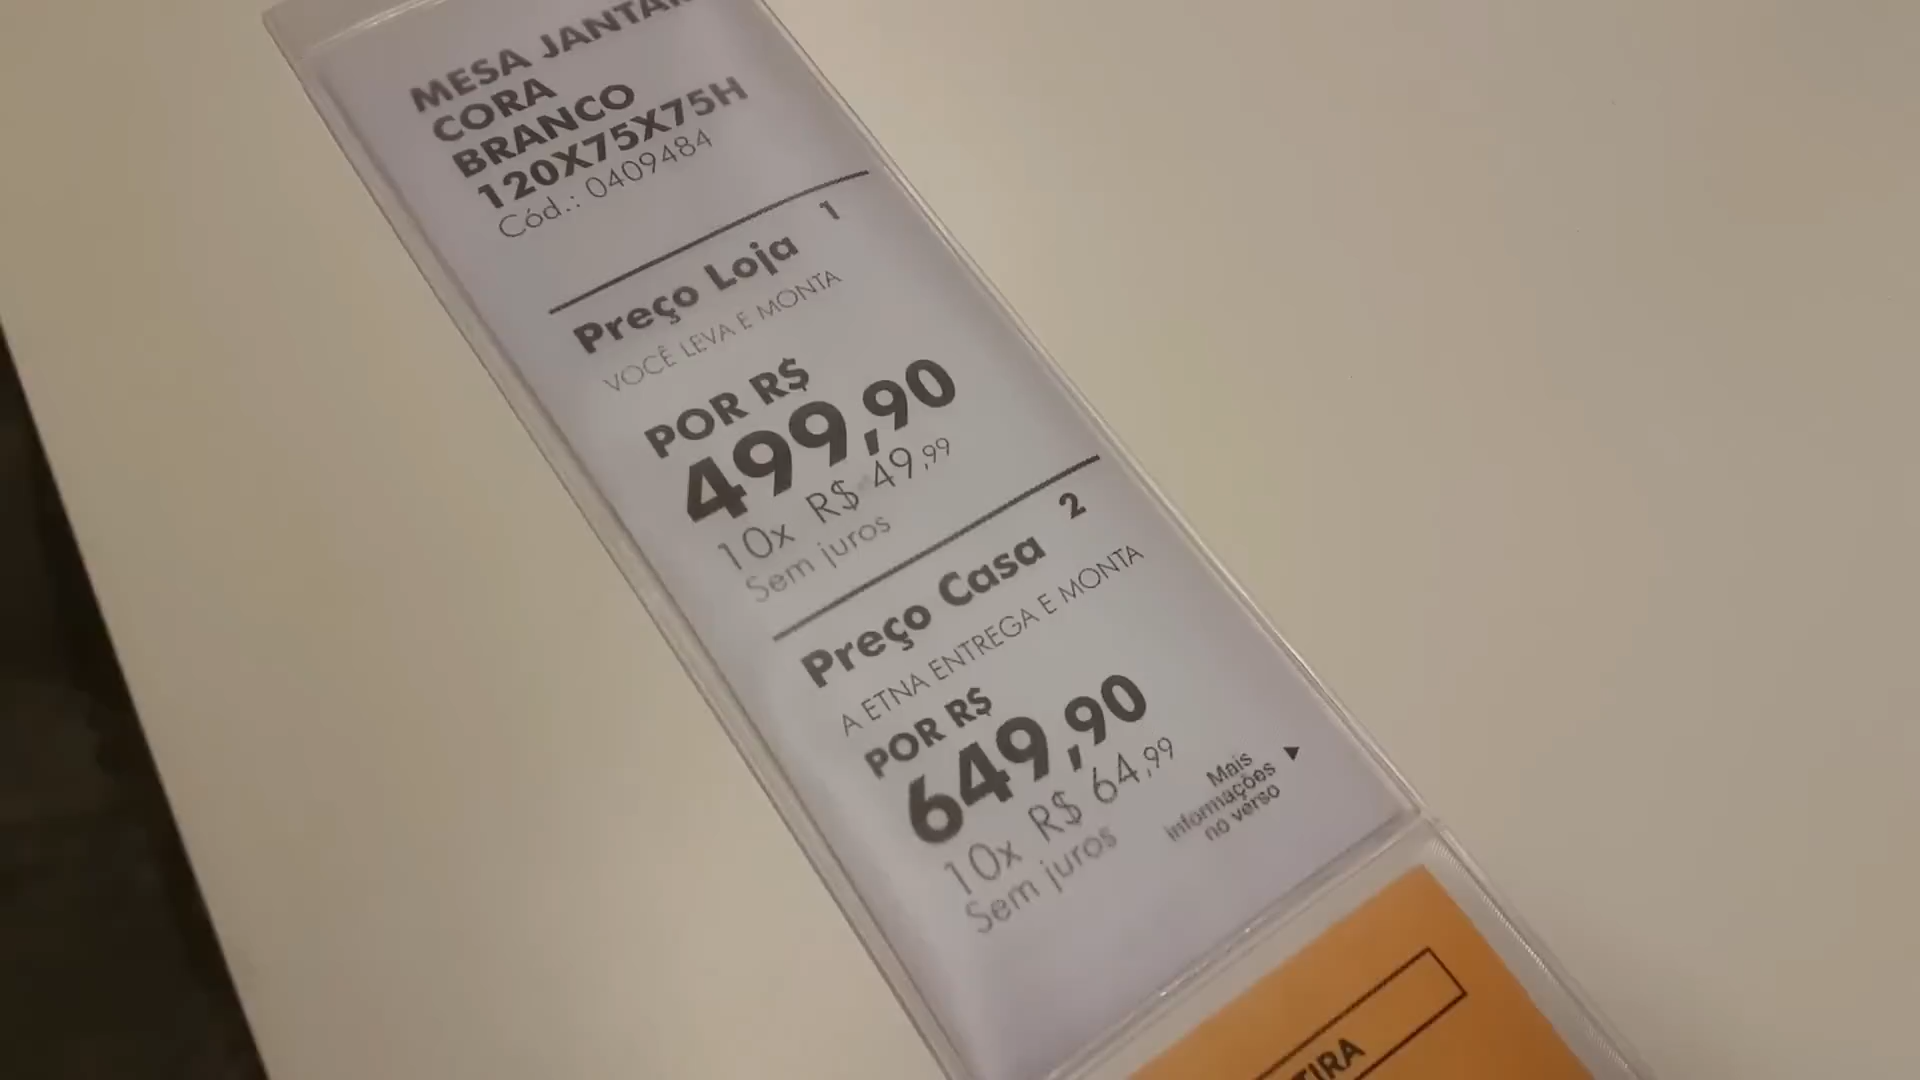 MESA JANTAR
CORA
BRANCO
120X75X75H
Cód.: 0409484
Preço Loja 1
VOCÊ LEVA E MONTA
POR R$
499,90
10x R$ 49,99
Sem juros
Preço Casa 2
A ETNA ENTREGA E MONTA
POR R$
649,90
10x R$ 64,99
Sem juros
Mais
informações
no verso